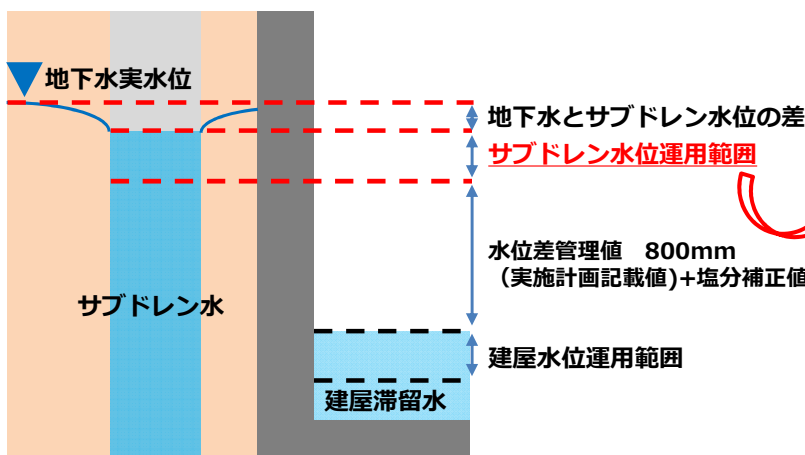 地下水実水位
地下水とサブドレン水位の差
サブドレン水位運用範囲
水位差管理値　800mm
（実施計画記載値)+塩分補正値
サブドレン水
建屋水位運用範囲
建屋滞留水